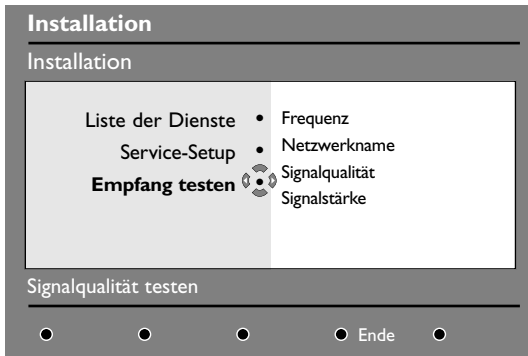 Installation
Installation
Liste der Dienste
Service-Setup
Empfang testen
Frequenz
Netzwerkname
Signalqualität
Signalstärke
Signalqualität testen
Ende